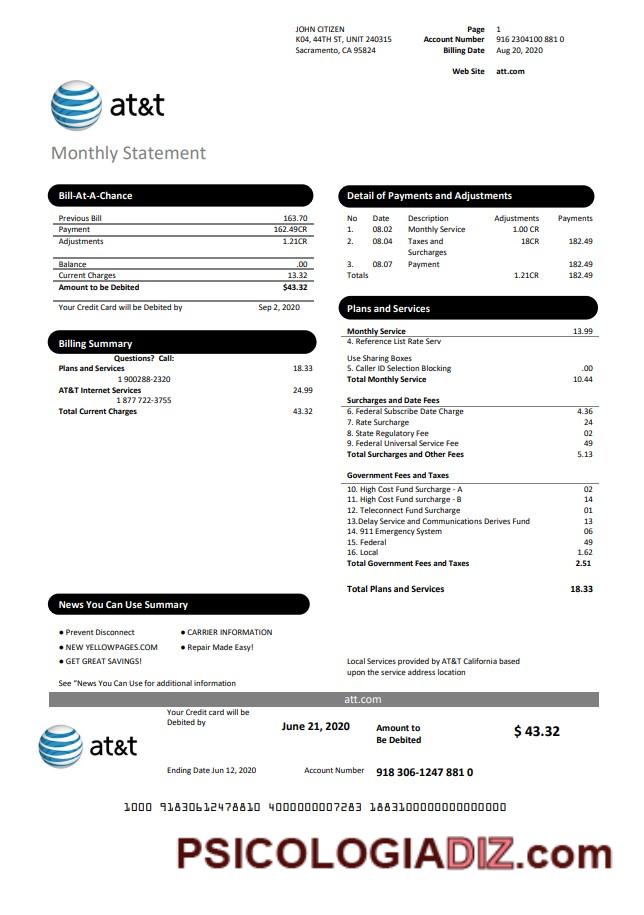 JOHN CITIZEN
K04, 44TH ST, UNIT 240315
Sacramento, CA 95824
Page 1
Account Number 916 2304100 881 0
Billing Date Aug 20, 2020
Web Site att.com
at&t
Monthly Statement
Bill-At-A-Chance
Previous Bill 163.70
Payment 162.49CR
Adjustments 1.21CR
Balance .00
Current Charges 13.32
Amount to be Debited $43.32
Your Credit Card will be Debited by Sep 2, 2020
Billing Summary
Questions? Call:
Plans and Services 18.33
1 900288-2320
AT&T Internet Services 24.99
1 877 722-3755
Total Current Charges 43.32
Detail of Payments and Adjustments
No Date Description Adjustments Payments
1. 08.02 Monthly Service 1.00 CR
2. 08.04 Taxes and 18CR 182.49
Surcharges
3. 08.07 Payment 182.49
Totals 1.21CR 182.49
Plans and Services
Monthly Service 13.99
4. Reference List Rate Serv
Use Sharing Boxes
5. Caller ID Selection Blocking .00
Total Monthly Service 10.44
Surcharges and Date Fees
6. Federal Subscribe Date Charge 4.36
7. Rate Surcharge 24
8. State Regulatory Fee 02
9. Federal Universal Service Fee 49
Total Surcharges and Other Fees 5.13
Government Fees and Taxes
10. High Cost Fund Surcharge - A 02
11. High Cost Fund surcharge - B 14
12. Teleconnect Fund Surcharge 01
13.Delay Service and Communications Derives Fund 13
14. 911 Emergency System 06
15. Federal 49
16. Local 1.62
Total Government Fees and Taxes 2.51
Total Plans and Services 18.33
News You Can Use Summary
● Prevent Disconnect ● CARRIER INFORMATION
● NEW YELLOWPAGES.COM ● Repair Made Easy!
● GET GREAT SAVINGS!
See "News You Can Use for additional information
Local Services provided by AT&T California based
upon the service address location
att.com
at&t
Your Credit card will be
Debited by
June 21, 2020
Amount to
Be Debited
$ 43.32
Ending Date Jun 12, 2020
Account Number 918 306-1247 881 0
1000 91830612478810 4000000007283 18831000000000000000
PSICOLOGIADIZ.com